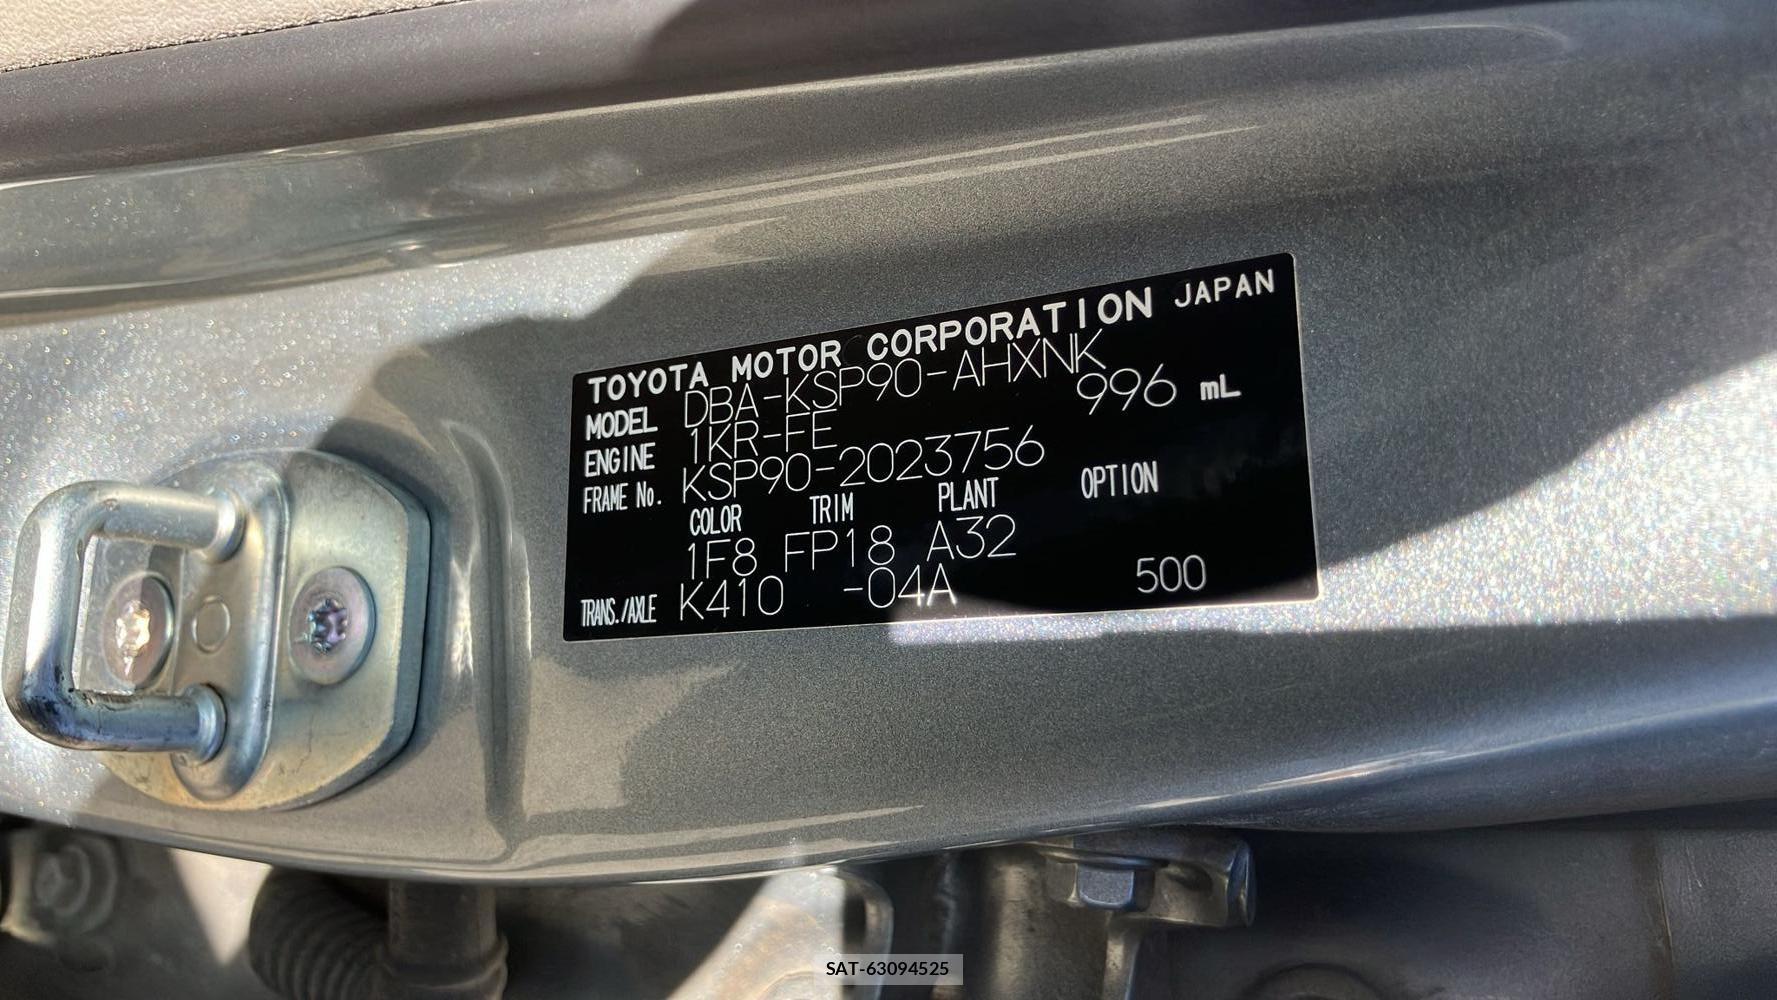 TOYOTA MOTOR CORPORATION JAPAN
MODEL DBA-KSP90-AHXNK
ENGINE 1KR-FE 996 mL
FRAME No. KSP90-2023756
COLOR TRIM PLANT OPTION
1F8 FP18 A32
TRANS./AXLE K410 -04A 500
SAT-63094525